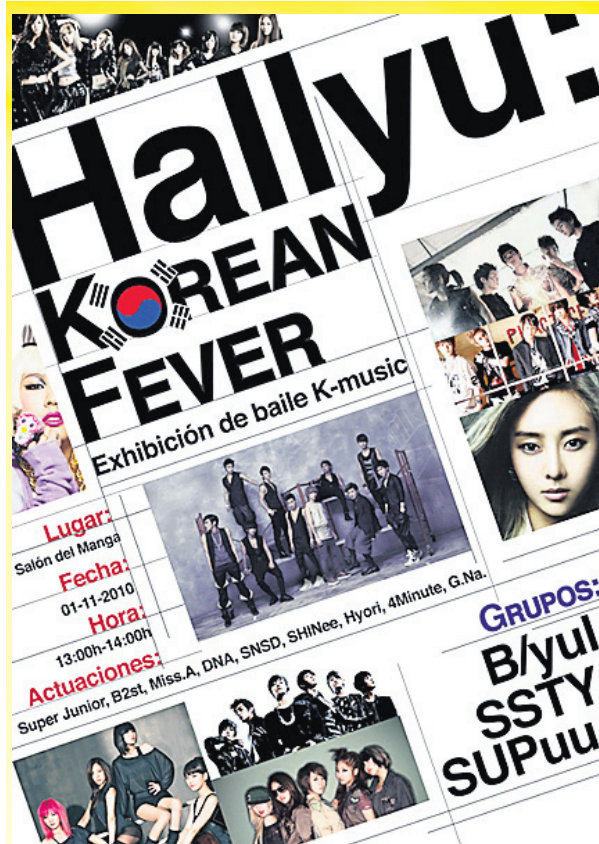 Hallyu:
KOREAN
FEVER
Exhibición de baile K-music
Lugar:
Salón del Manga
Fecha:
01-11-2010
Hora:
13:00h-14:00h
Actuaciones:
Super Junior, B2st, Miss.A, DNA, SNSD, SHINee, Hyori, 4Minute, G.Na.
GRUPOS:
B/yul
SSTY
SUPuu